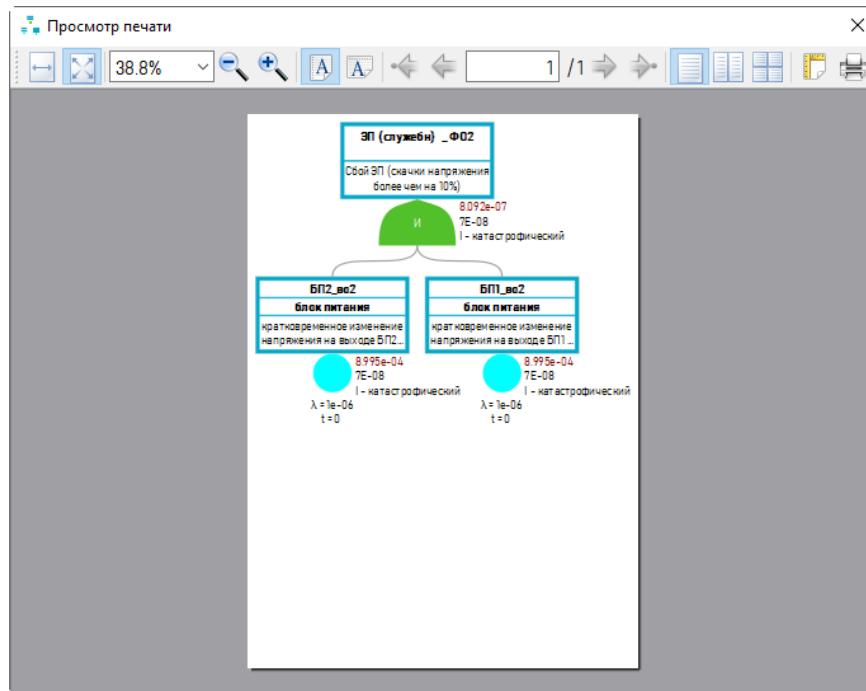 Просмотр печати
38.8%
1 /1
ЭП (служебн) _ФО2
Сбой ЭП (скачки напряжения
более чем на 10%)
И
8.092e-07
7E-08
I - катастрофический
БП2_во2
блок питания
кратковременное изменение
напряжения на выходе БП2...
8.995e-04
7E-08
I - катастрофический
λ = 1e-06
t = 0
БП1_во2
блок питания
кратковременное изменение
напряжения на выходе БП1 ...
8.995e-04
7E-08
I - катастрофический
λ = 1e-06
t = 0